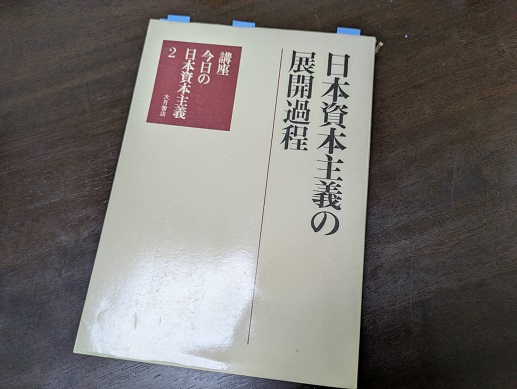 日本資本主義の
展開過程
講座
今日の
日本資本主義
2
大月書店